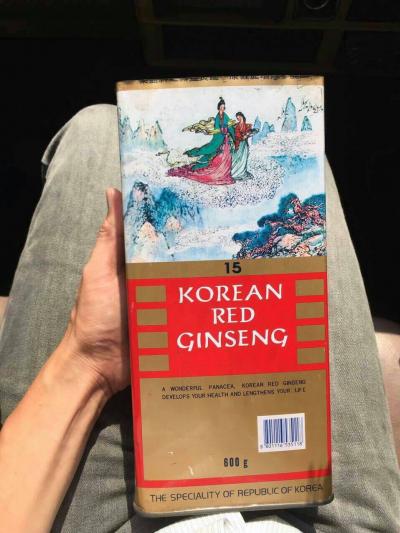 15
KOREAN
RED
GINSENG
A WONDERFUL PANACEA, KOREAN RED GINSENG
DEVELOPS YOUR HEALTH AND LENGTHENS YOUR LIFE
600 g
THE SPECIALITY OF REPUBLIC OF KOREA